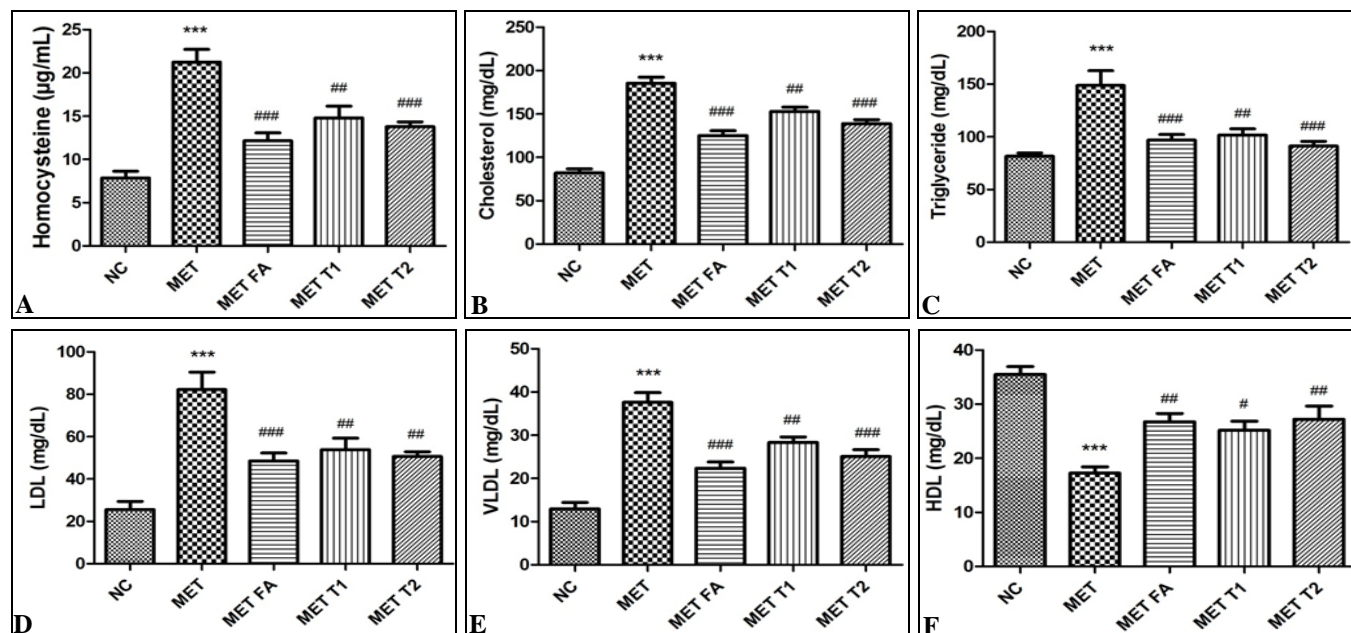 Homocysteine (µg/mL)
25
20
15
10
5
0
***
###
##
###
NC
MET
MET FA
MET T1
MET T2
A
Cholesterol (mg/dL)
250
200
150
100
50
0
***
###
##
###
NC
MET
MET FA
MET T1
MET T2
B
Triglyceride (mg/dL)
200
150
100
50
0
***
###
##
###
NC
MET
MET FA
MET T1
MET T2
C
LDL (mg/dL)
100
80
60
40
20
0
***
###
##
##
NC
MET
MET FA
MET T1
MET T2
D
VLDL (mg/dL)
50
40
30
20
10
0
***
###
##
###
NC
MET
MET FA
MET T1
MET T2
E
HDL (mg/dL)
40
30
20
10
0
***
##
#
##
NC
MET
MET FA
MET T1
MET T2
F